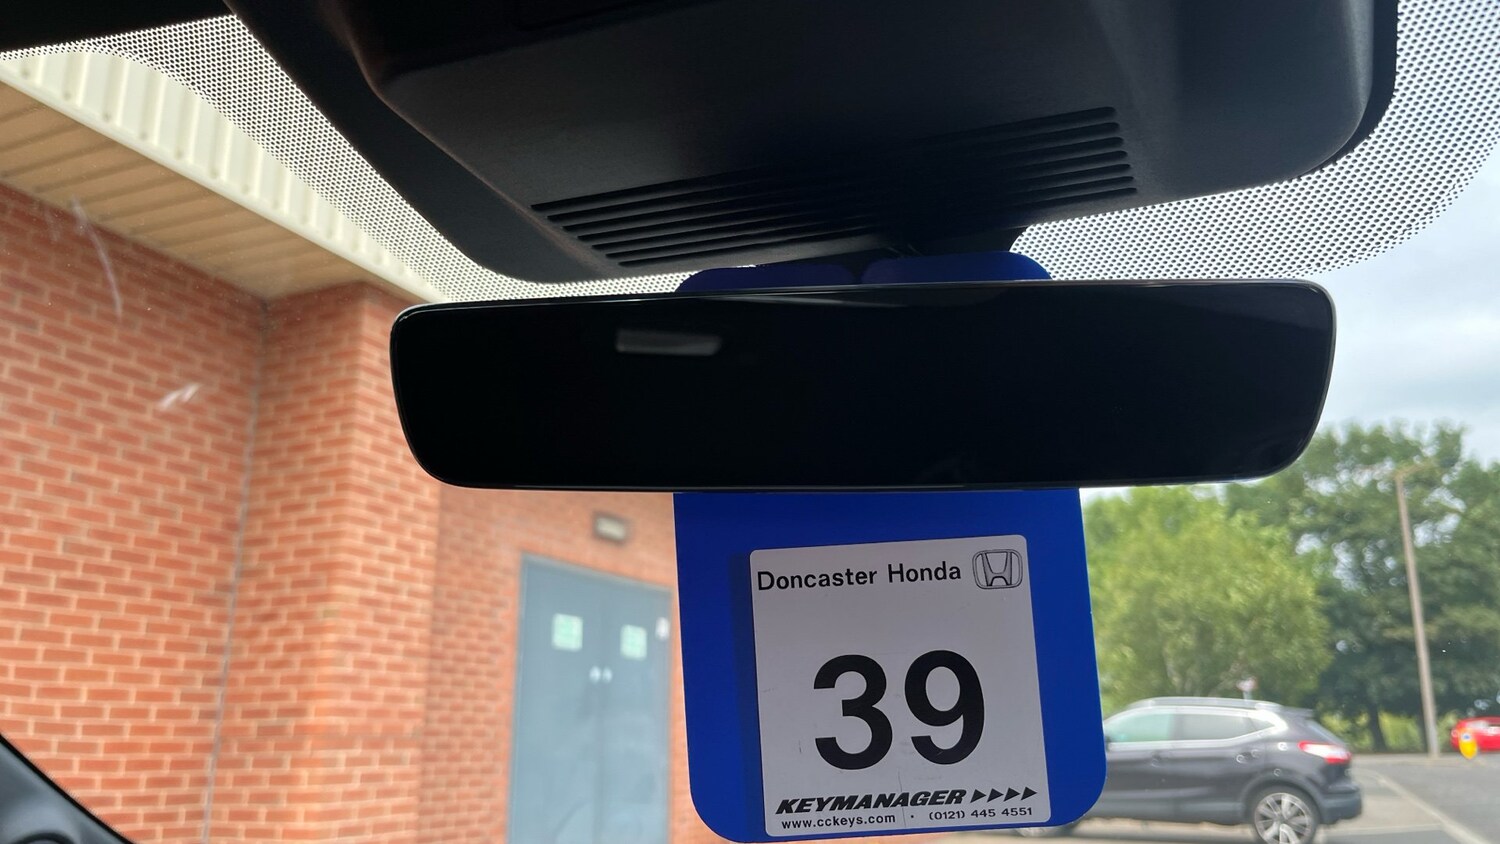 Doncaster Honda
39
KEYMANAGER
www.cckeys.com · (0121) 445 4551